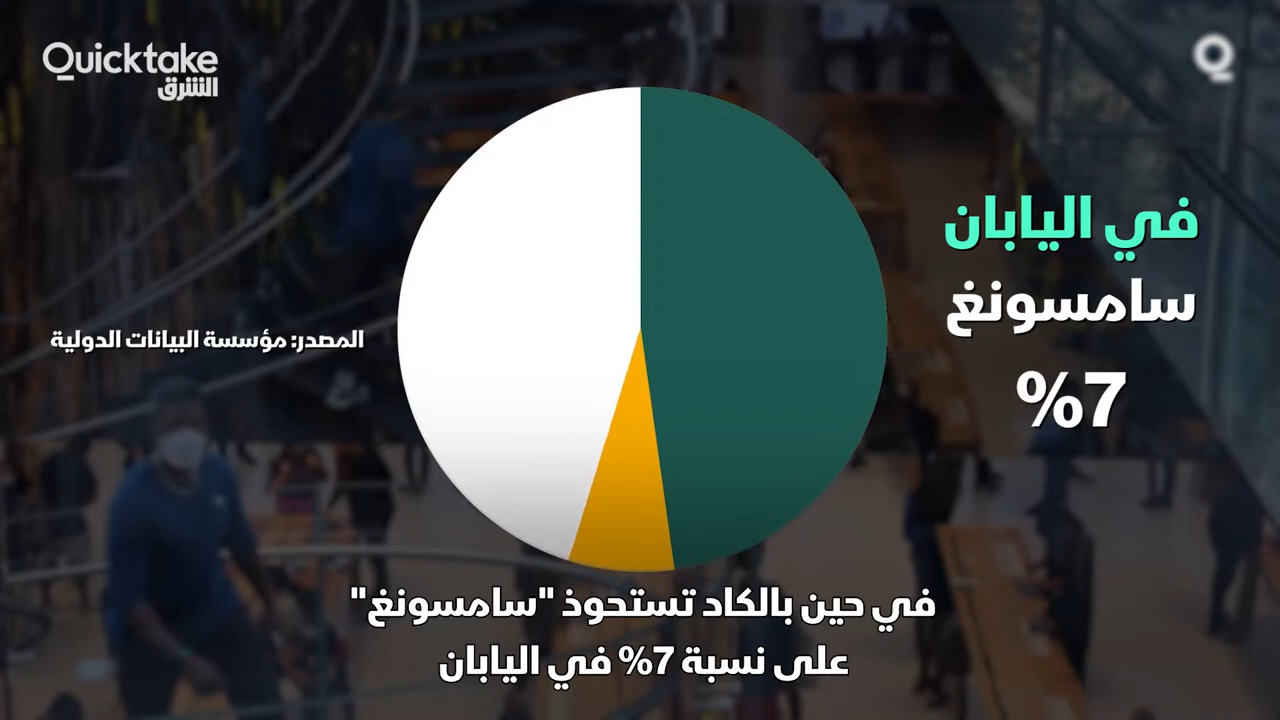 Quicktake
الشرق
في اليابان
سامسونغ
%7
المصدر: مؤسسة البيانات الدولية
في حين بالكاد تستحوذ "سامسونغ"
على نسبة 7% في اليابان